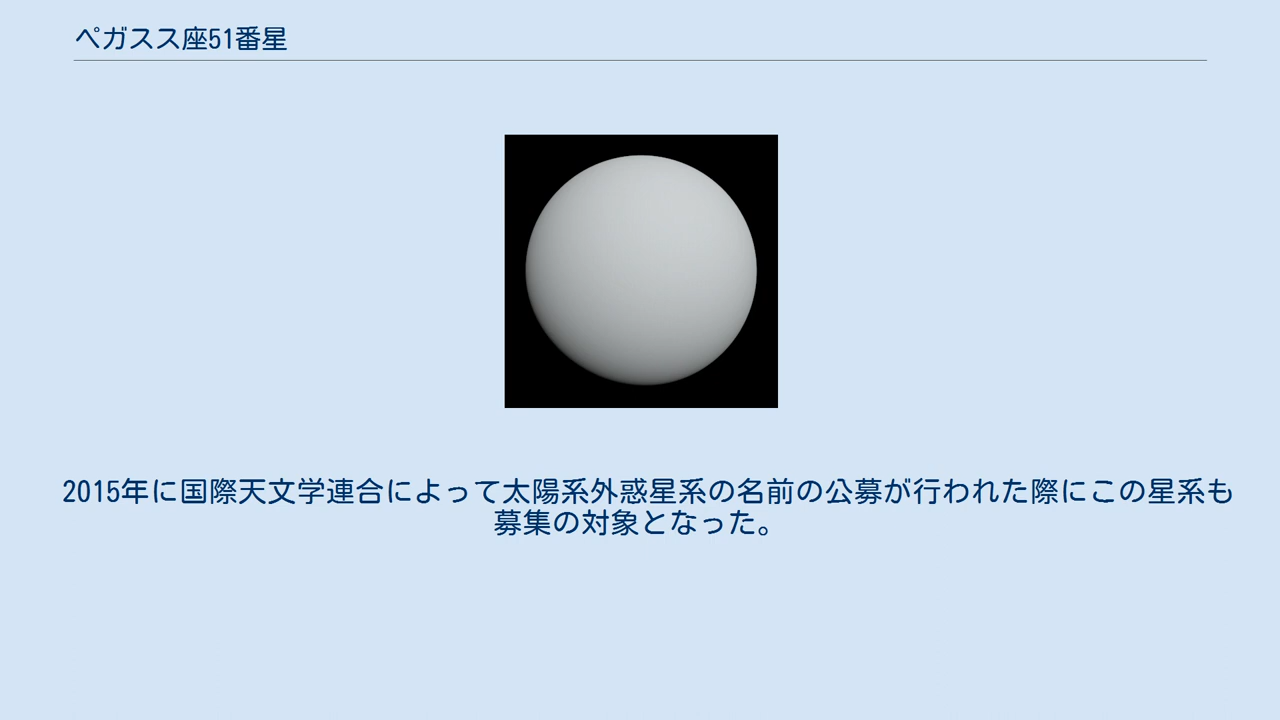 ペガスス座51番星
2015年に国際天文学連合によって太陽系外惑星系の名前の公募が行われた際にこの星系も
募集の対象となった。